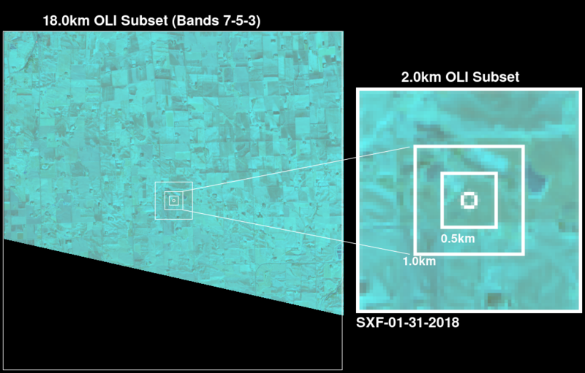 18.0km OLI Subset (Bands 7-5-3)
2.0km OLI Subset
0.5km
1.0km
SXF-01-31-2018